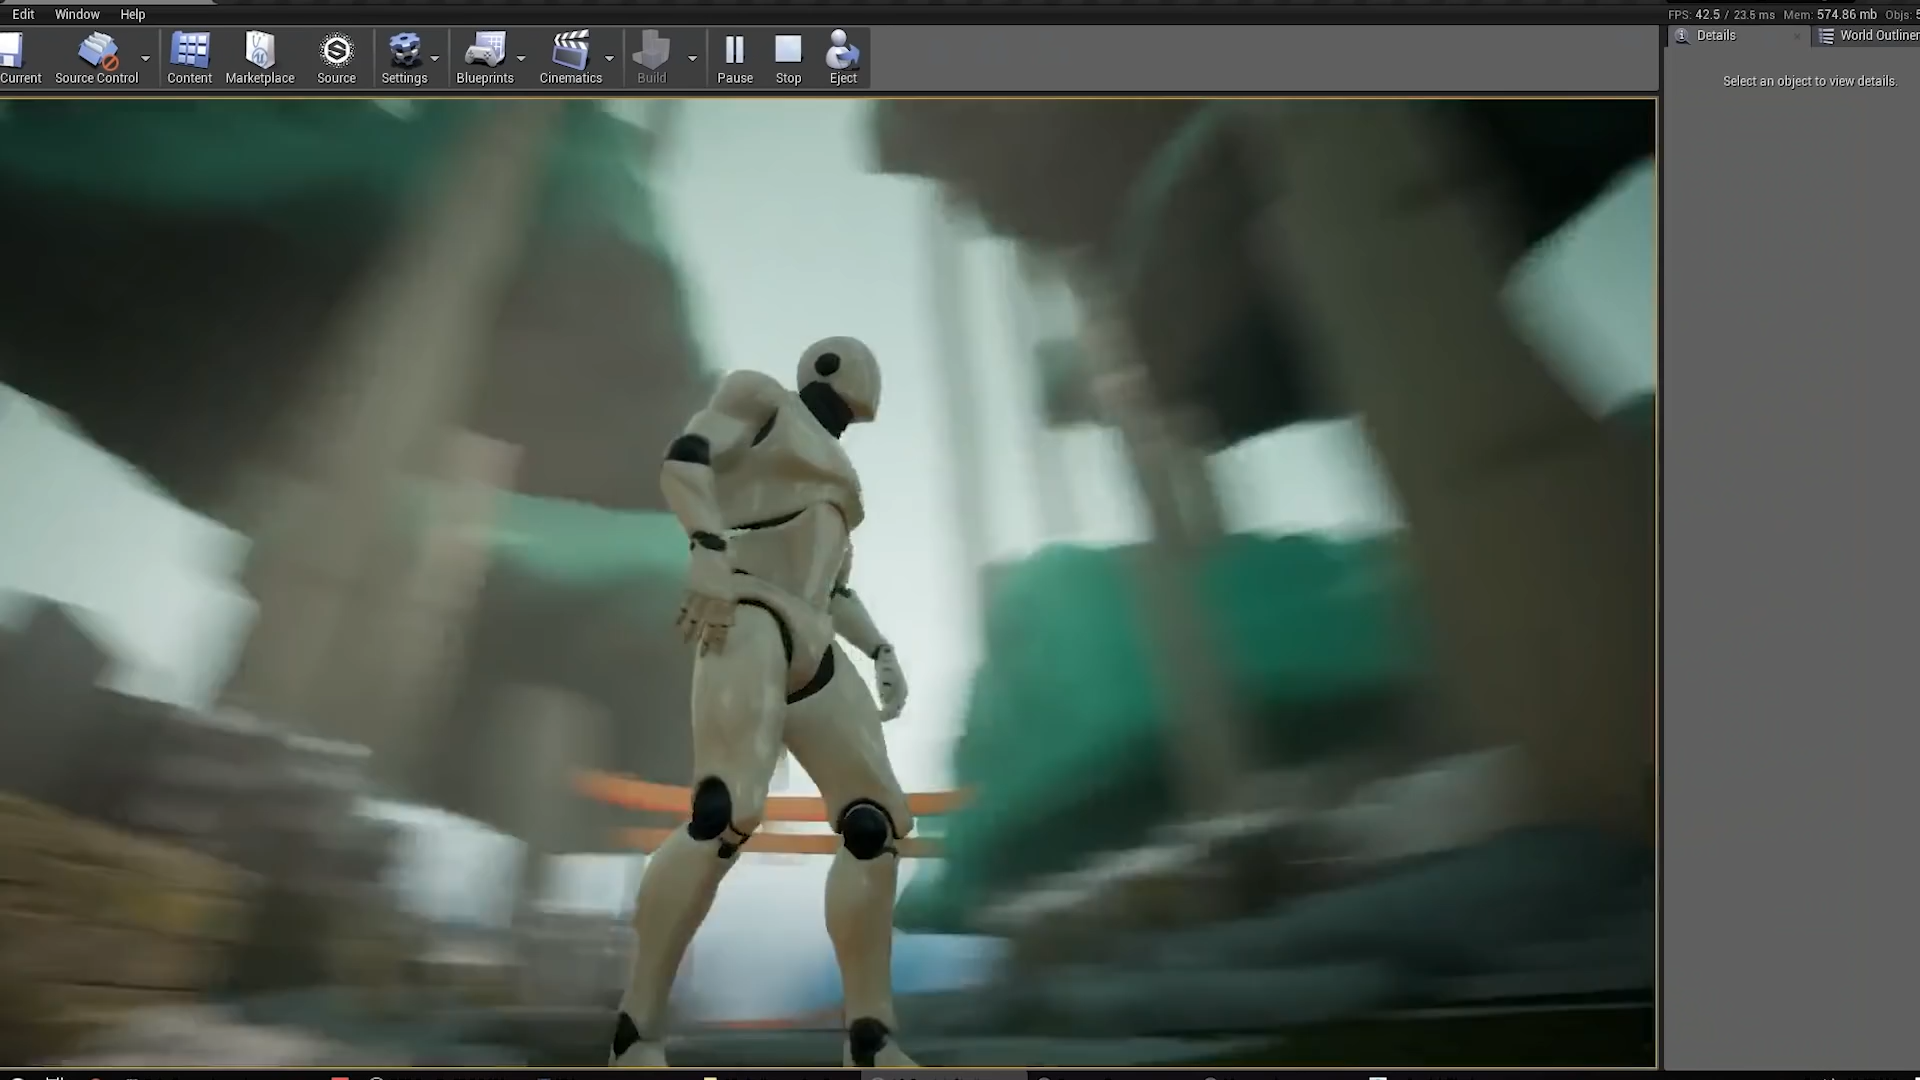 Edit Window Help
FPS: 42.5 / 23.5 ms Mem: 574.86 mb Objs:
Details World Outliner
Current Source Control Content Marketplace Source Settings Blueprints Cinematics Build Pause Stop Eject
Select an object to view details.